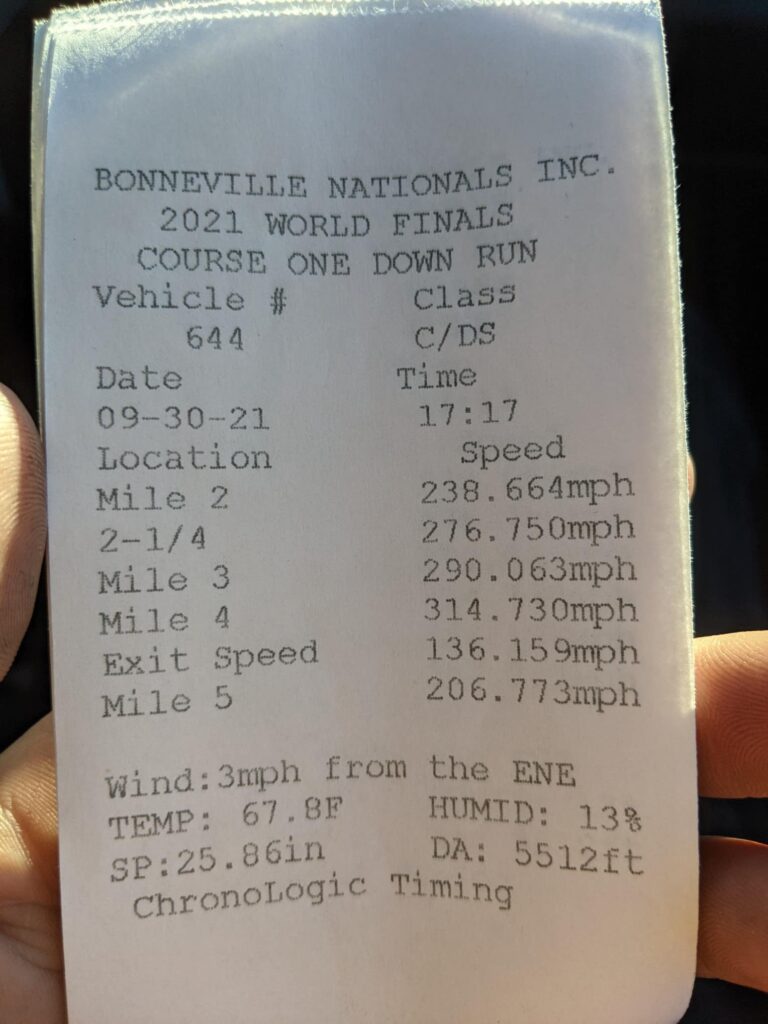 BONNEVILLE NATIONALS INC.
2021 WORLD FINALS
COURSE ONE DOWN RUN
Vehicle # Class
644 C/DS
Date Time
09-30-21 17:17
Location Speed
Mile 2 238.664mph
2-1/4 276.750mph
Mile 3 290.063mph
Mile 4 314.730mph
Exit Speed 136.159mph
Mile 5 206.773mph
Wind:3mph from the ENE
TEMP: 67.8F HUMID: 13%
SP:25.86in DA: 5512ft
ChronoLogic Timing